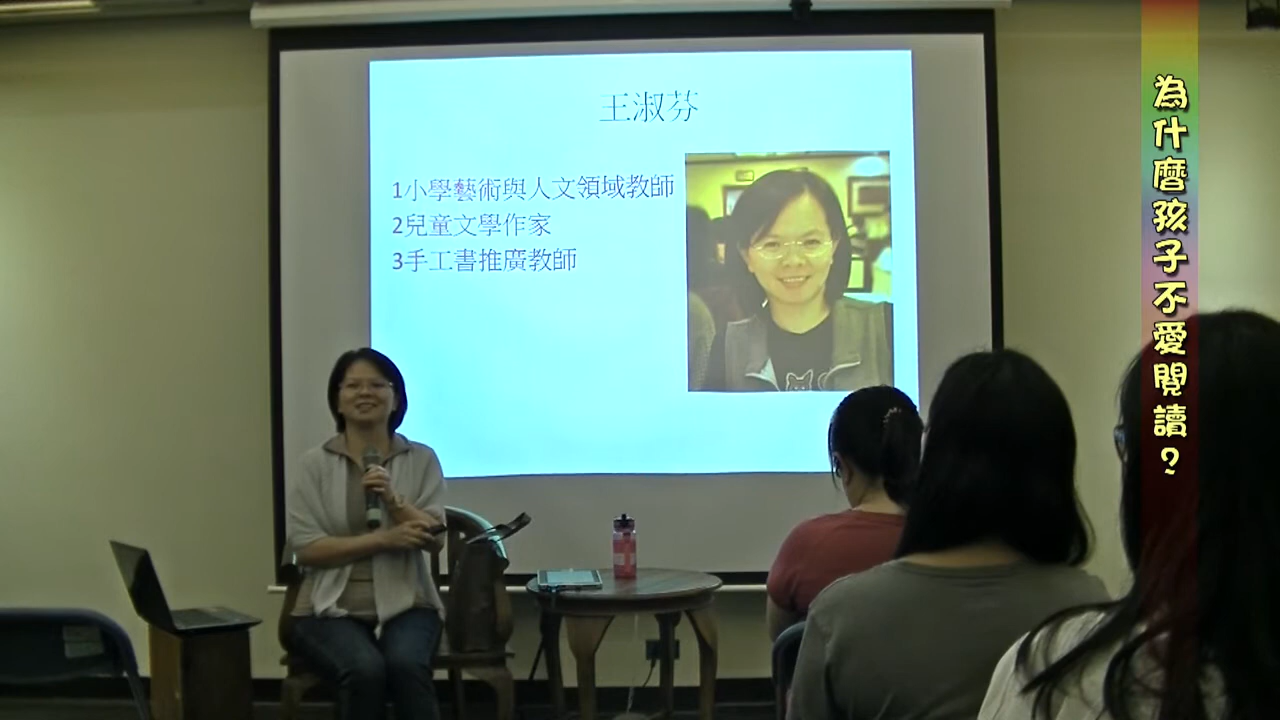 王淑芬
1小學藝術與人文領域教師
2兒童文學作家
3手工書推廣教師
為什麼孩子不愛閱讀？